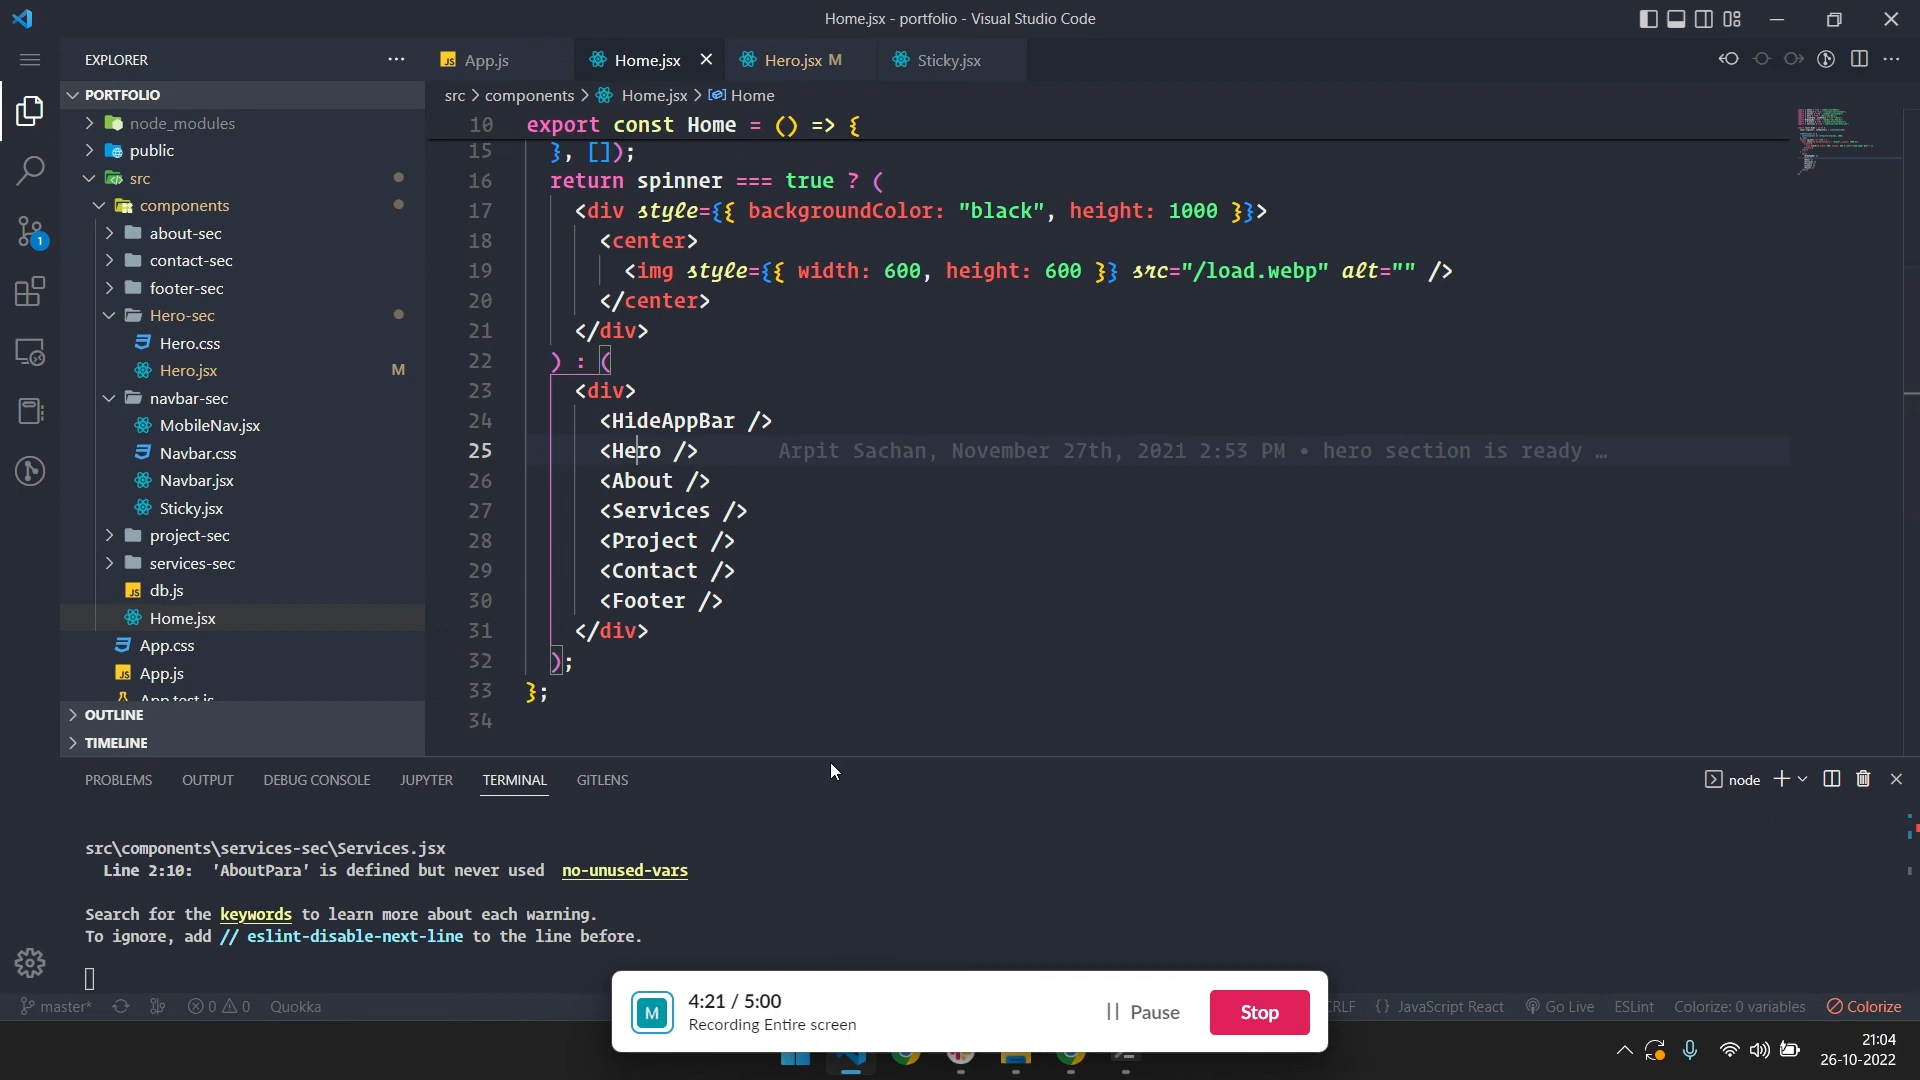 Home.jsx - portfolio - Visual Studio Code
EXPLORER
App.js
Home.jsx
Hero.jsx M
Sticky.jsx
PORTFOLIO
src > components > Home.jsx > Home
node_modules
public
src
components
about-sec
contact-sec
footer-sec
Hero-sec
Hero.css
Hero.jsx M
navbar-sec
MobileNav.jsx
Navbar.css
Navbar.jsx
Sticky.jsx
project-sec
services-sec
JS db.js
Home.jsx
App.css
JS App.js
App.test.js
OUTLINE
TIMELINE
10 export const Home = () => {
15 }, []);
16 return spinner === true ? (
17 <div style={{ backgroundColor: "black", height: 1000 }}>
18 <center>
19 <img style={{ width: 600, height: 600 }} src="/load.webp" alt="" />
20 </center>
21 </div>
22 ) : (
23 <div>
24 <HideAppBar />
25 <Hero /> Arpit Sachan, November 27th, 2021 2:53 PM • hero section is ready …
26 <About />
27 <Services />
28 <Project />
29 <Contact />
30 <Footer />
31 </div>
32 );
33 };
34
1
PROBLEMS OUTPUT DEBUG CONSOLE JUPYTER TERMINAL GITLENS
node
src\components\services-sec\Services.jsx
Line 2:10: 'AboutPara' is defined but never used no-unused-vars
Search for the keywords to learn more about each warning.
To ignore, add // eslint-disable-next-line to the line before.
M
4:21 / 5:00
Recording Entire screen
Pause
Stop
master* 0 0 Quokka
CRLF {} JavaScript React Go Live ESLint Colorize: 0 variables Colorize
21:04
26-10-2022